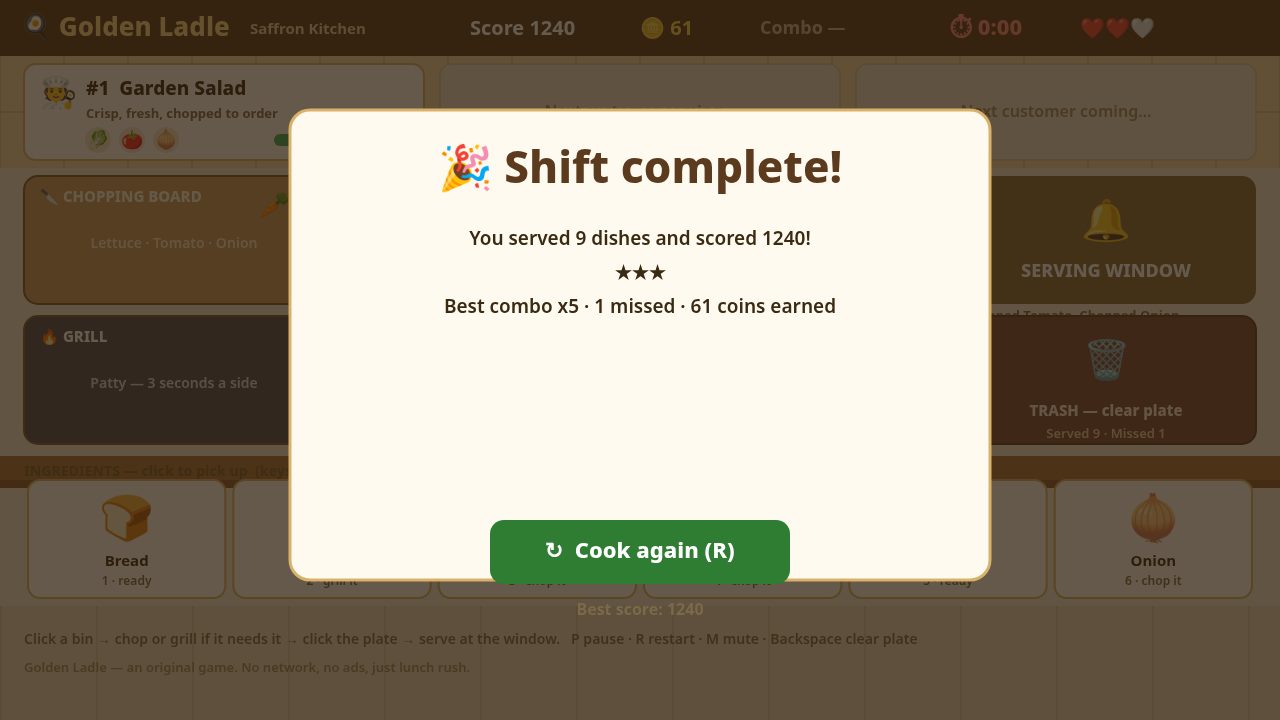 Golden Ladle Saffron Kitchen Score 1240 61 Combo — 0:00
#1 Garden Salad
Crisp, fresh, chopped to order
Next customer coming...
CHOPPING BOARD
Lettuce · Tomato · Onion
SERVING WINDOW
GRILL
Patty — 3 seconds a side
TRASH — clear plate
Served 9 · Missed 1
🎉 Shift complete!
You served 9 dishes and scored 1240!
★★★
Best combo x5 · 1 missed · 61 coins earned
↻ Cook again (R)
Best score: 1240
INGREDIENTS — click to pick up
Bread
1 · ready
Onion
6 · chop it
Click a bin → chop or grill if it needs it → click the plate → serve at the window. P pause · R restart · M mute · Backspace clear plate
Golden Ladle — an original game. No network, no ads, just lunch rush.